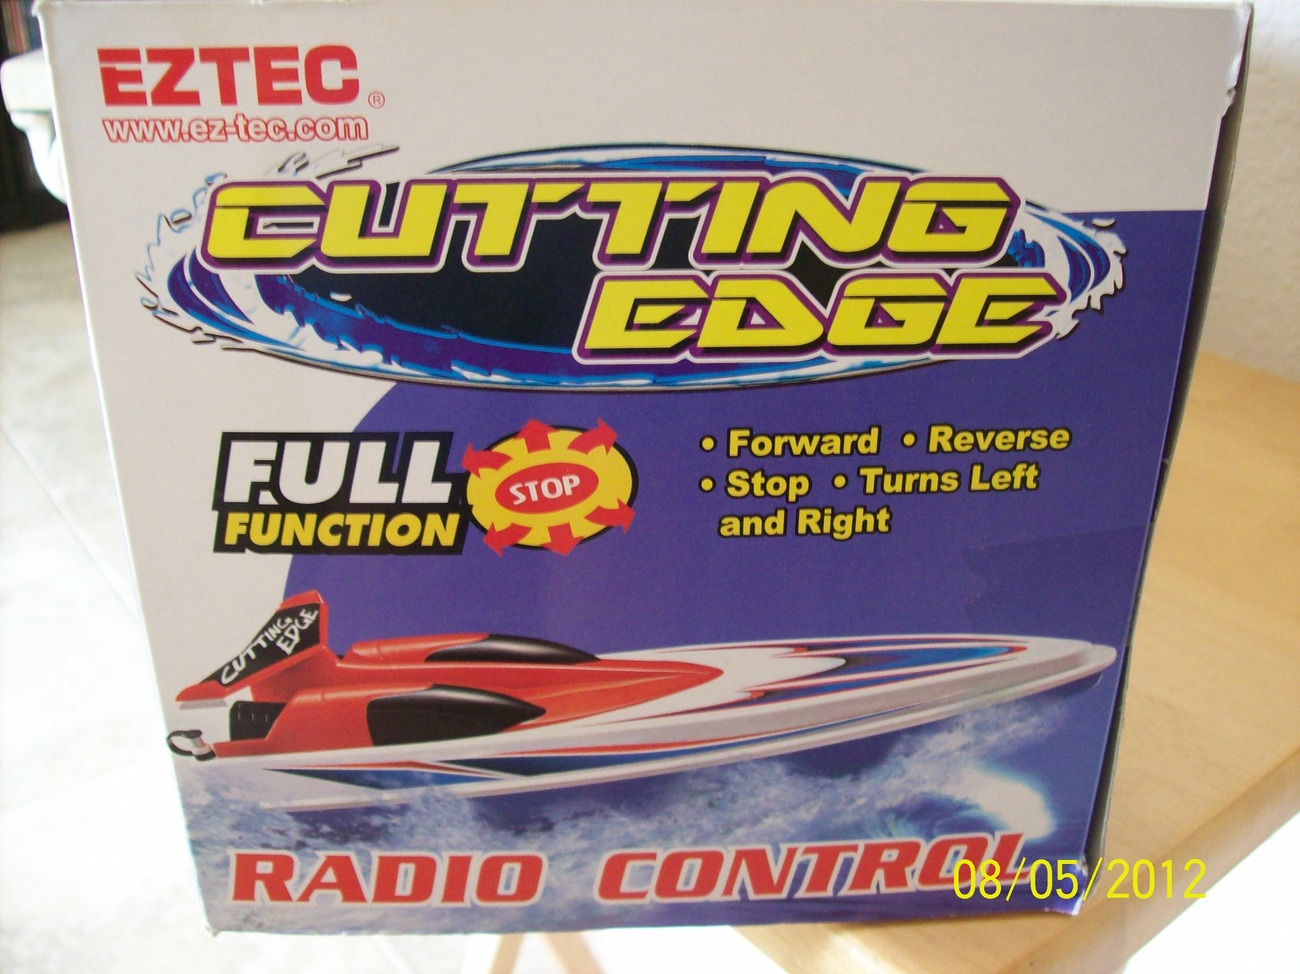 EZTEC®
www.ez-tec.com
CUTTING
EDGE
FULL
FUNCTION
STOP
• Forward • Reverse
• Stop • Turns Left
and Right
CUTTING
EDGE
RADIO CONTROL
08/05/2012